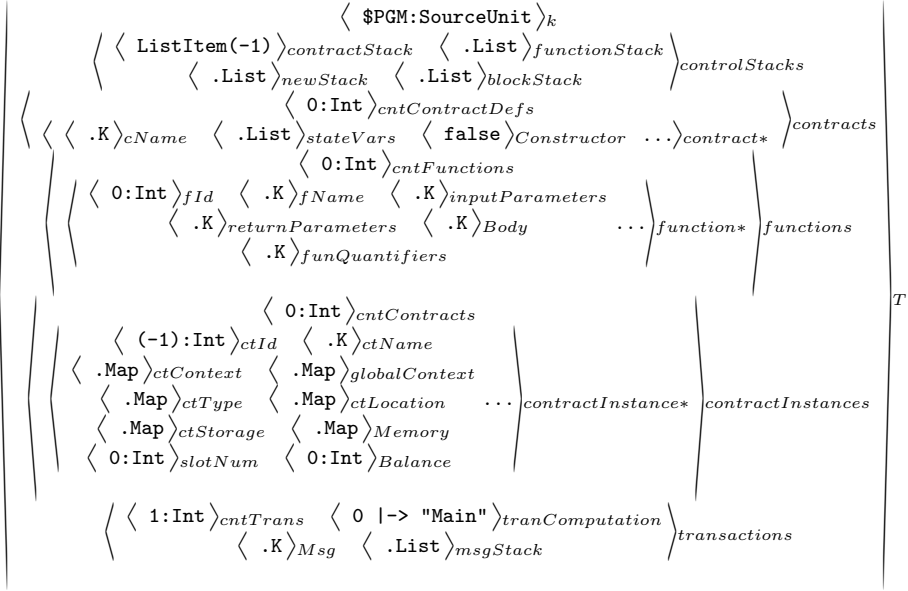 ⟨ $PGM:SourceUnit ⟩k
⟨ ListItem(-1) ⟩contractStack ⟨ .List ⟩functionStack
⟨ .List ⟩newStack ⟨ .List ⟩blockStack
controlStacks
⟨ 0:Int ⟩cntContractDefs
⟨ ⟨ .K ⟩cName ⟨ .List ⟩stateVars ⟨ false ⟩Constructor ...⟩contract*
contracts
⟨ 0:Int ⟩cntFunctions
⟨ 0:Int ⟩fId ⟨ .K ⟩fName ⟨ .K ⟩inputParameters
⟨ .K ⟩returnParameters ⟨ .K ⟩Body ... function* functions
⟨ .K ⟩funQuantifiers
T
⟨ 0:Int ⟩cntContracts
⟨ (-1):Int ⟩ctId ⟨ .K ⟩ctName
⟨ .Map ⟩ctContext ⟨ .Map ⟩globalContext
⟨ .Map ⟩ctType ⟨ .Map ⟩ctLocation ... contractInstance* contractInstances
⟨ .Map ⟩ctStorage ⟨ .Map ⟩Memory
⟨ 0:Int ⟩slotNum ⟨ 0:Int ⟩Balance
⟨ 1:Int ⟩cntTrans ⟨ 0 |-> "Main" ⟩tranComputation
transactions
⟨ .K ⟩Msg ⟨ .List ⟩msgStack